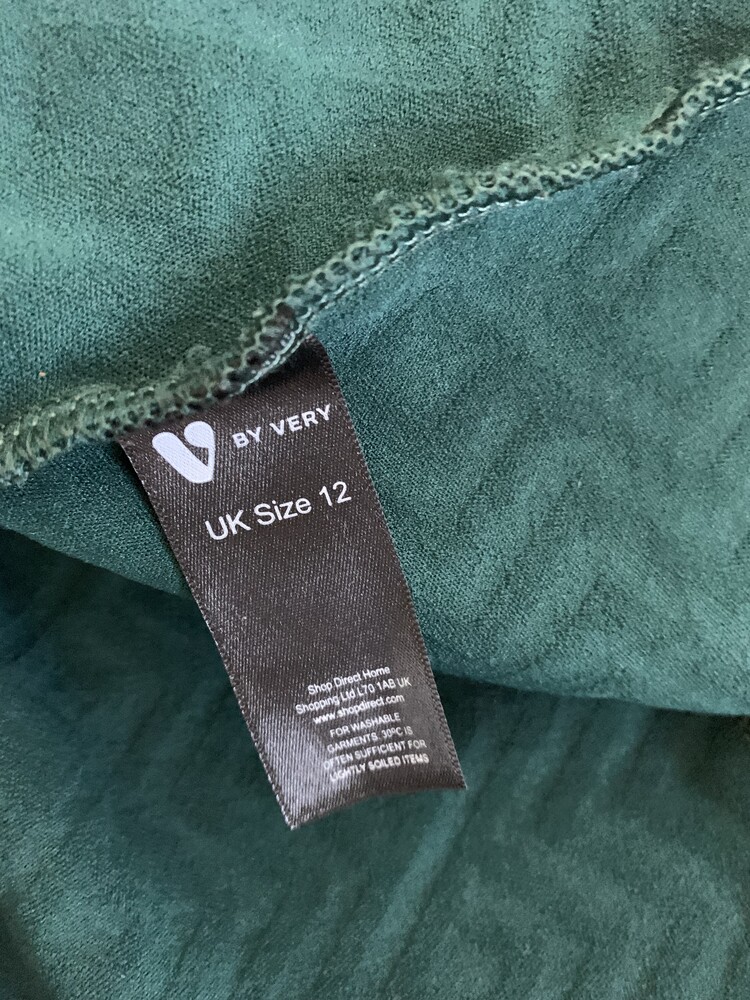 V BY VERY
UK Size 12
Shop Direct Home
Shopping Ltd L70 1AB UK
www.shopdirect.com
FOR WASHABLE
GARMENTS, 30ºC IS
OFTEN SUFFICIENT FOR
LIGHTLY SOILED ITEMS